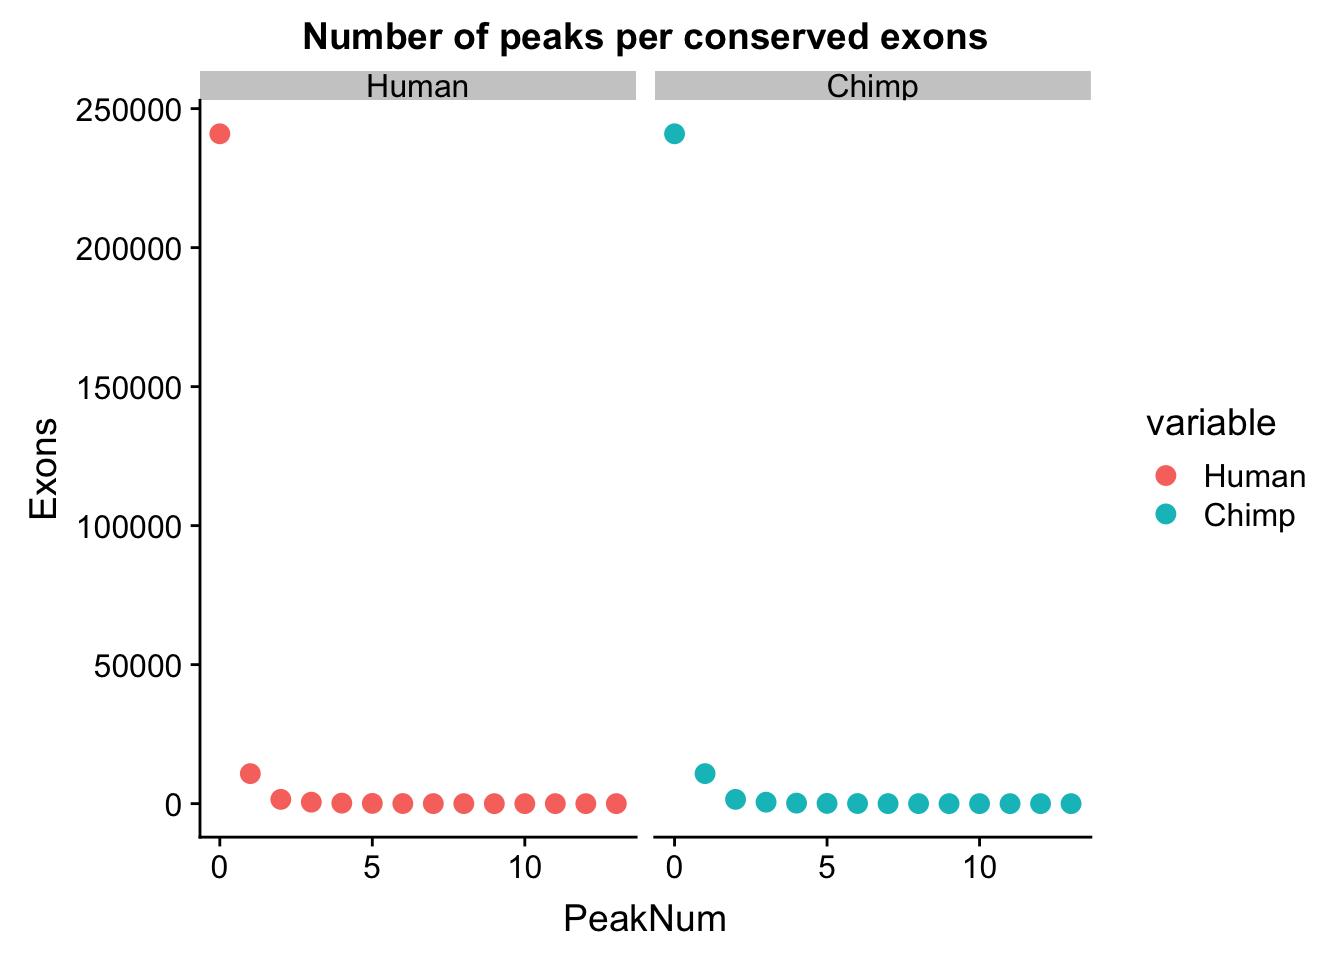 Number of peaks per conserved exons
Human
Chimp
250000
200000
150000
100000
50000
0
Exons
0 5 10
0 5 10
PeakNum
variable
Human
Chimp